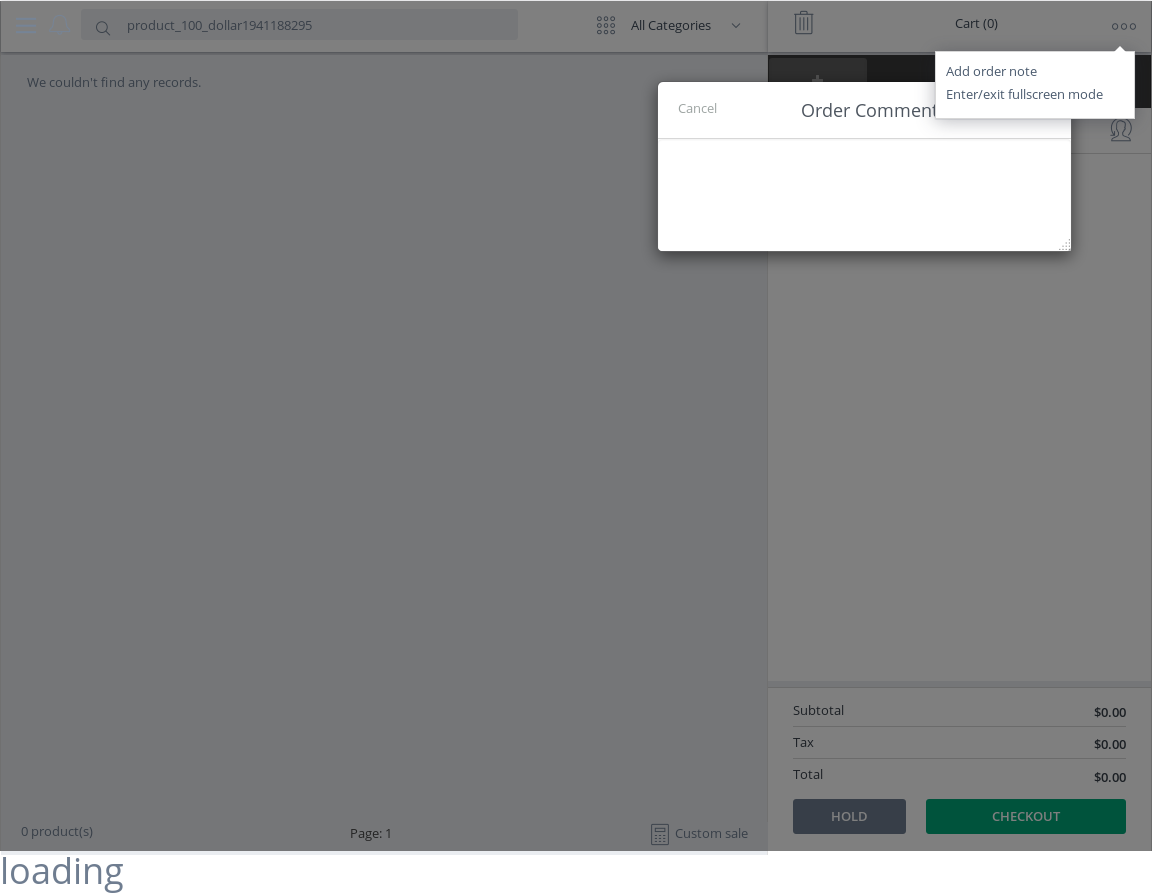 product_100_dollar1941188295
All Categories
Cart (0)
We couldn't find any records.
Add order note
Enter/exit fullscreen mode
Cancel
Order Comment
Subtotal
$0.00
Tax
$0.00
Total
$0.00
HOLD
CHECKOUT
0 product(s)
Page: 1
Custom sale
loading